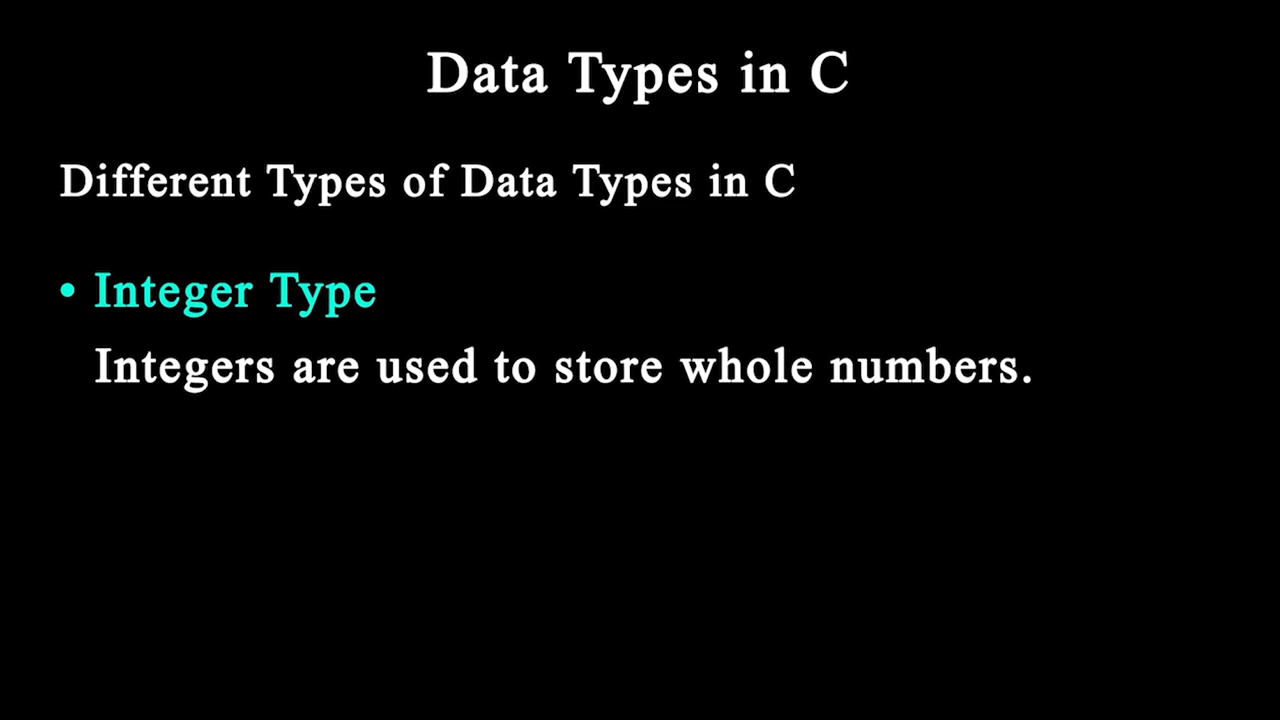 Data Types in C
Different Types of Data Types in C
• Integer Type
Integers are used to store whole numbers.